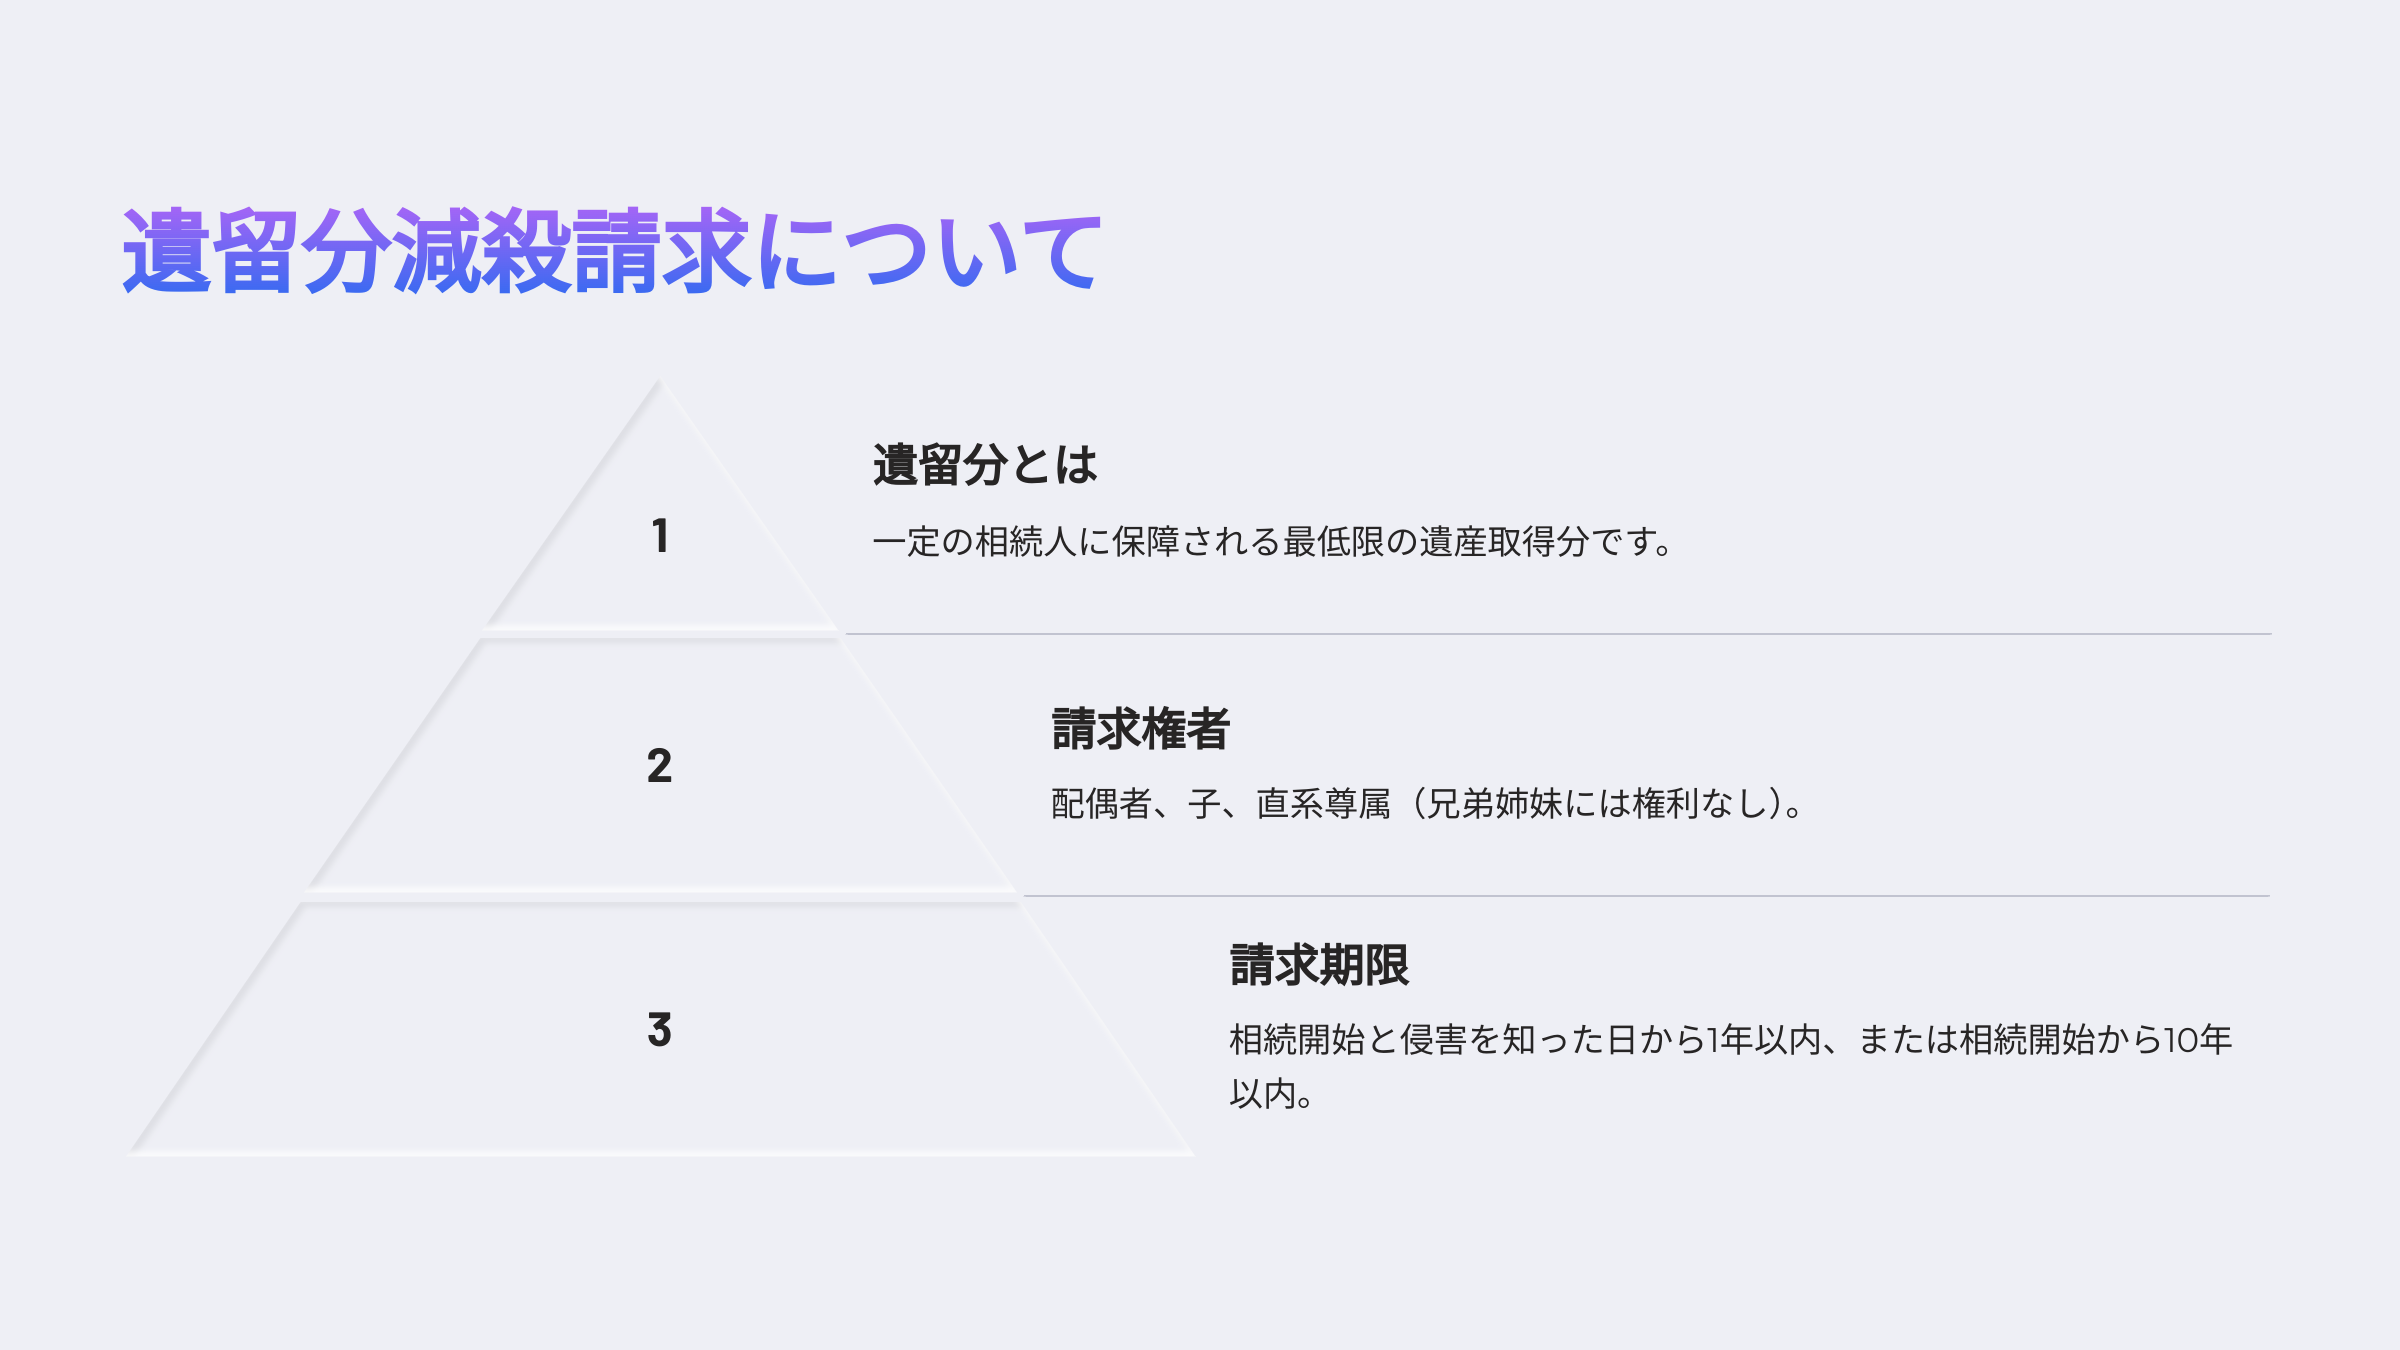 遺留分減殺請求について
1
遺留分とは
一定の相続人に保障される最低限の遺産取得分です。
2
請求権者
配偶者、子、直系尊属（兄弟姉妹には権利なし）。
3
請求期限
相続開始と侵害を知った日から1年以内、または相続開始から10年
以内。